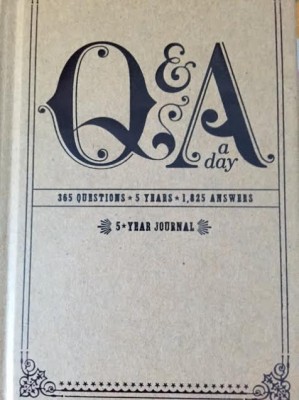 Q&A
a
day
365 QUESTIONS ★ 5 YEARS ★ 1,825 ANSWERS
5★YEAR JOURNAL